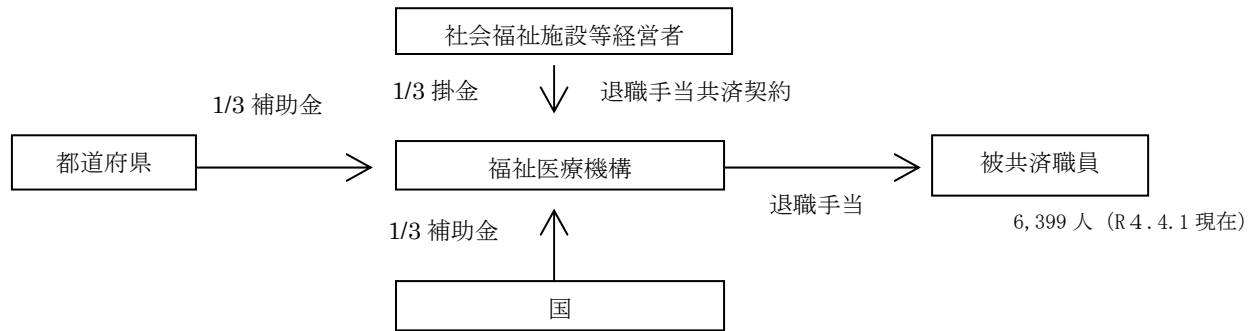 社会福祉施設等経営者
1/3 掛金
退職手当共済契約
1/3 補助金
都道府県
福祉医療機構
被共済職員
退職手当
6,399 人 (R４.4.1 現在)
1/3 補助金
国